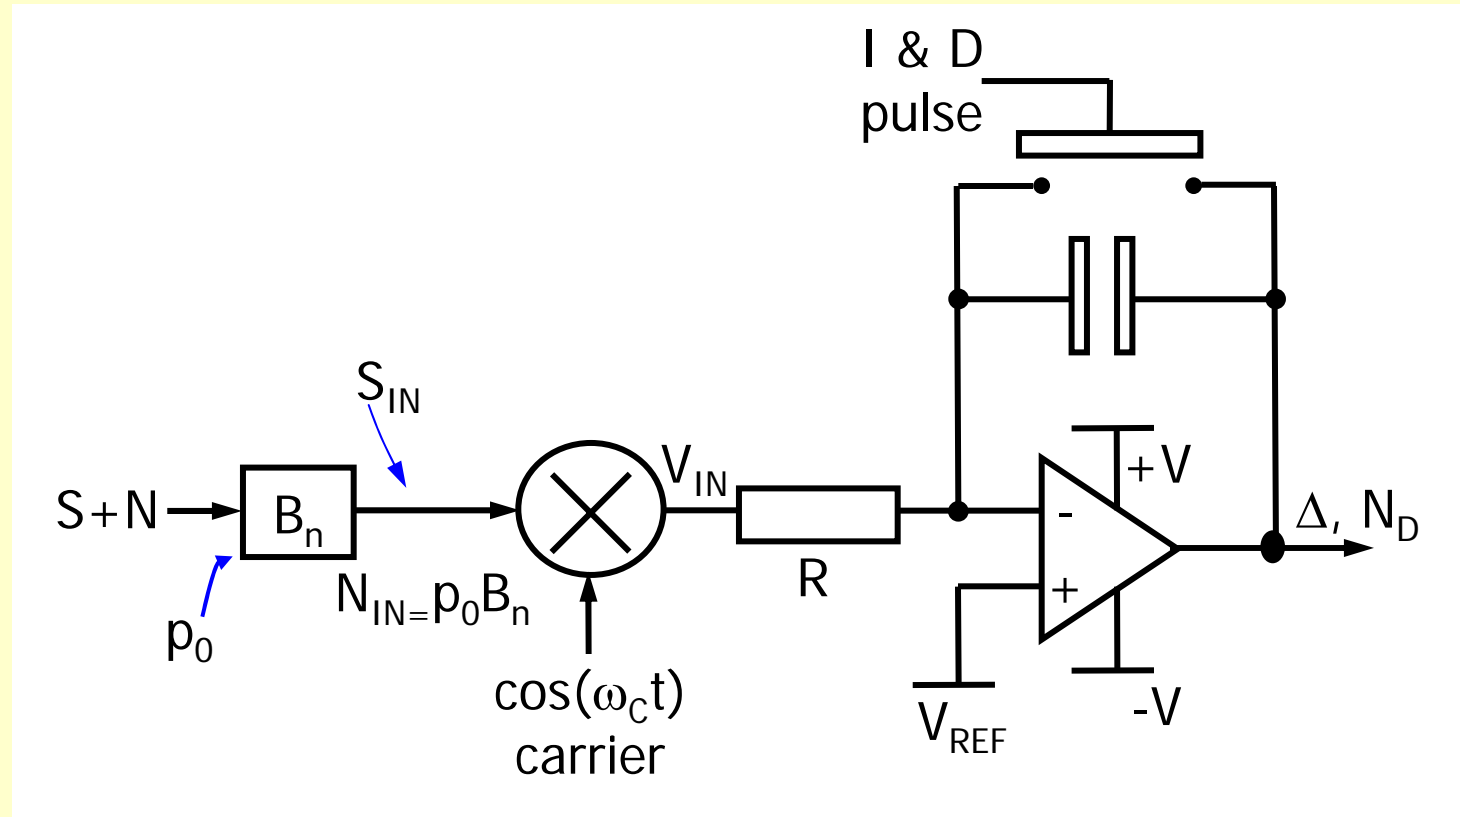 I & D
pulse
S_IN
S+N
B_n
V_IN
+V
-
Δ, N_D
R
+
N_IN=p_0B_n
p_0
cos(ω_Ct)
carrier
V_REF
-V